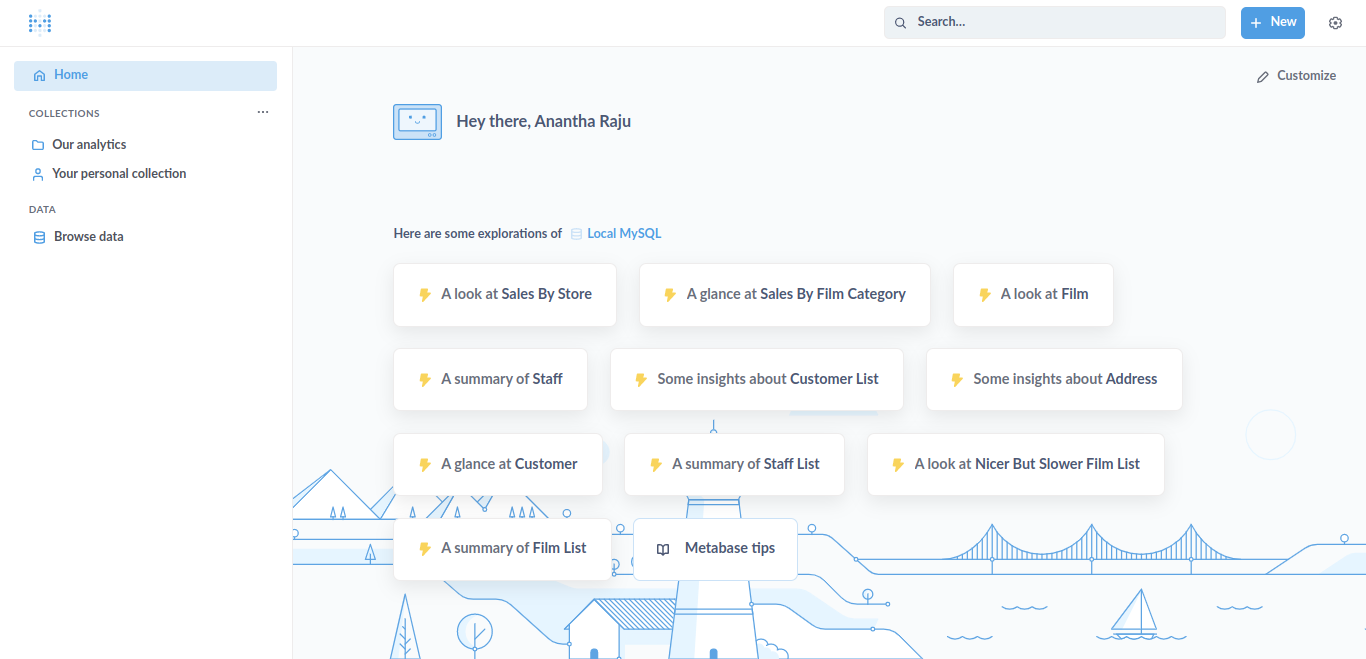 Search...
+ New
Home
Customize
COLLECTIONS
...
Hey there, Anantha Raju
Our analytics
Your personal collection
DATA
Browse data
Here are some explorations of Local MySQL
A look at Sales By Store
A glance at Sales By Film Category
A look at Film
A summary of Staff
Some insights about Customer List
Some insights about Address
A glance at Customer
A summary of Staff List
A look at Nicer But Slower Film List
A summary of Film List
Metabase tips